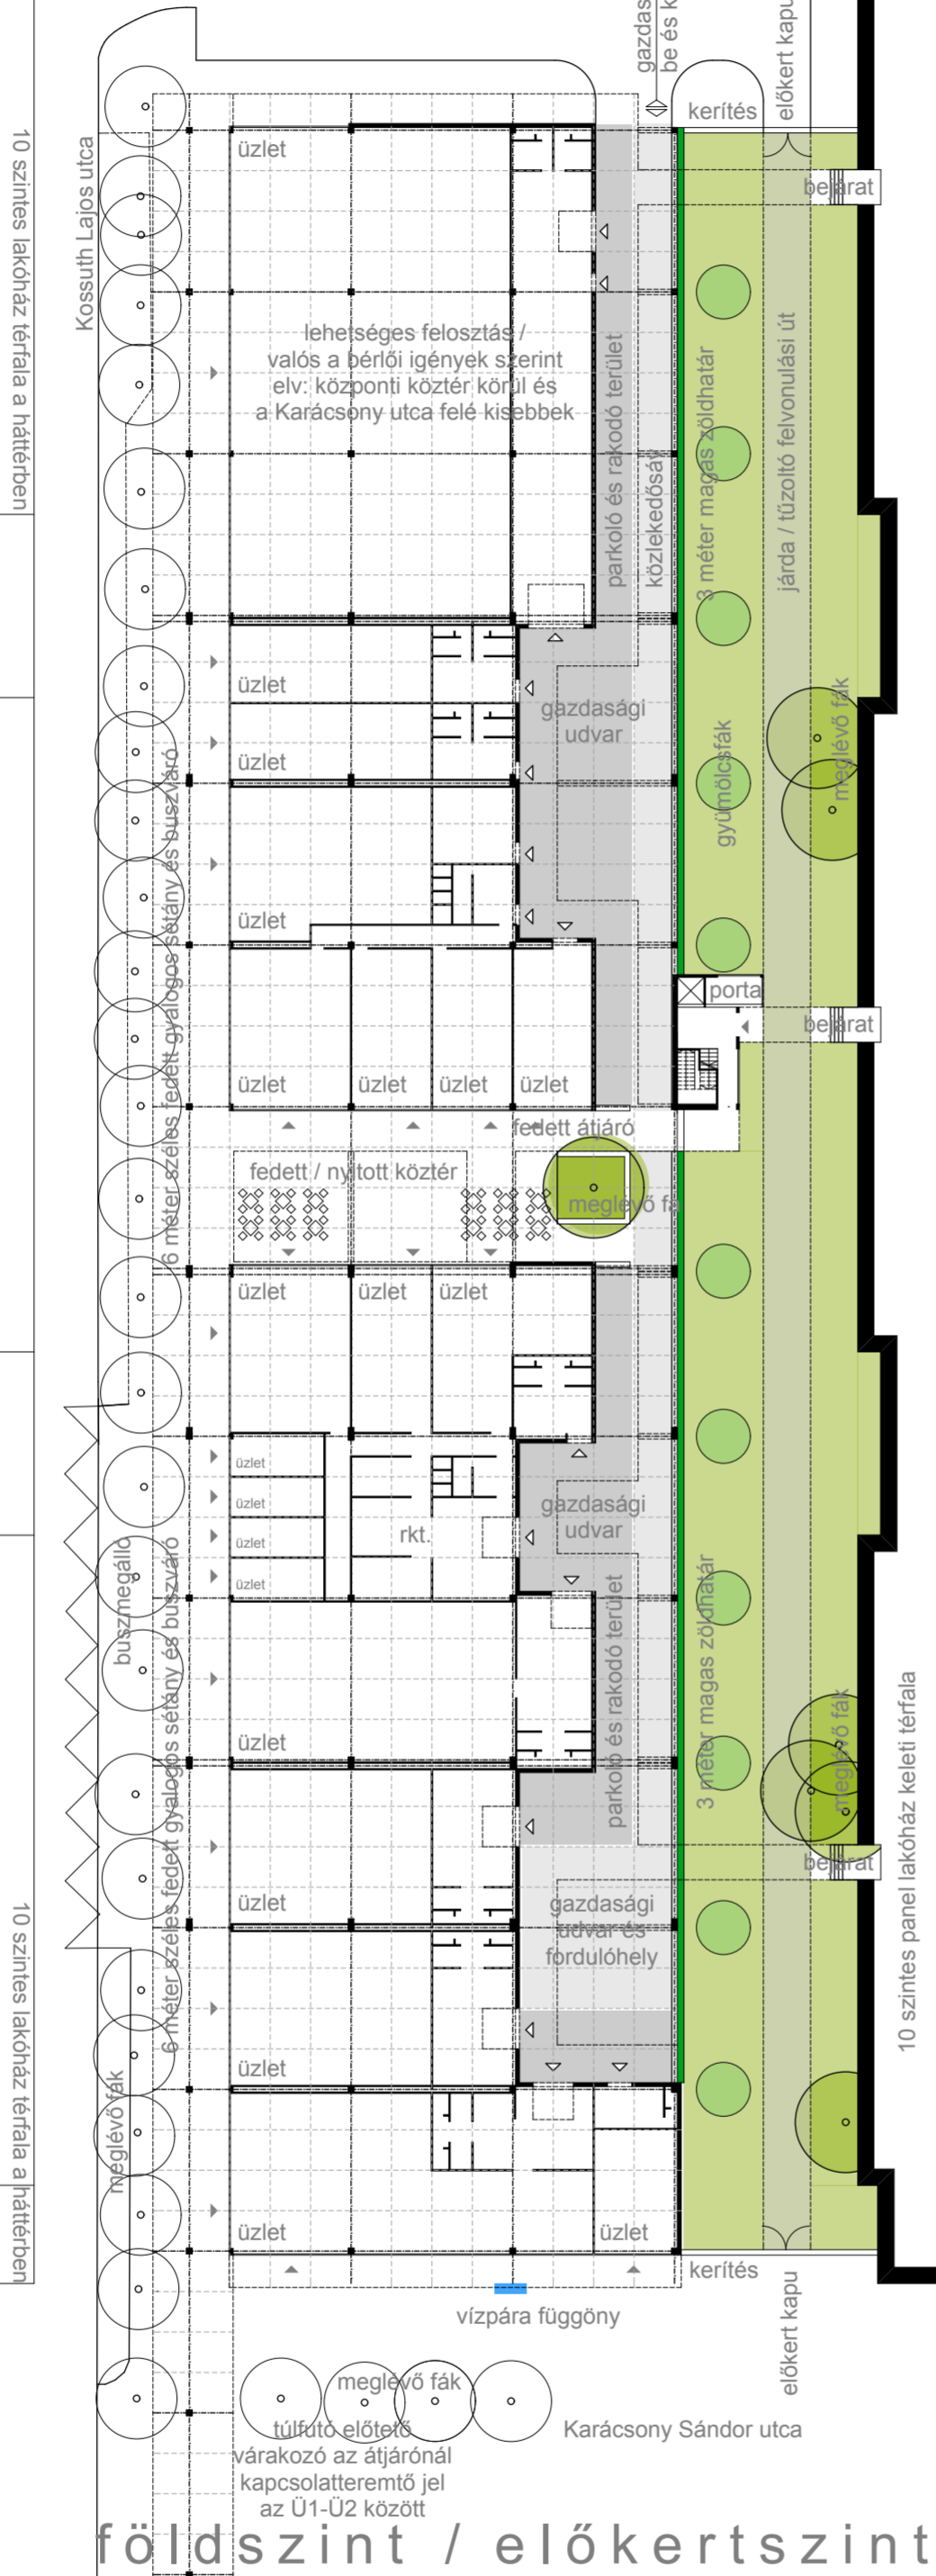 gazdas
be és k
előkert kapu
kerítés
10 szintes lakóház térfala a háttérben
Kossuth Lajos utca
üzlet
bejárat
lehetséges felosztás /
valós a bérlői igények szerint
elv: központi köztér körül és
a Karácsony utca felé kisebbek
parkoló és rakodó terület
közlekedősáv
3 méter magas zöldhatár
járda / tűzoltó felvonulási út
üzlet
gazdasági
udvar
meglévő fák
üzlet
gyümölcsfák
6 méter széles fedett gyalogos sétány és buszváró
üzlet
porta
bejárat
üzlet
üzlet
üzlet
üzlet
fedett átjáró
fedett / nyitott köztér
meglévő fa
üzlet
üzlet
üzlet
üzlet
üzlet
üzlet
üzlet
rkt.
gazdasági
udvar
buszmegálló
6 méter széles fedett gyalogos sétány és buszváró
parkoló és rakodó terület
3 méter magas zöldhatár
meglévő fák
10 szintes panel lakóház keleti térfala
üzlet
bejárat
üzlet
gazdasági
udvar és
fordulóhely
10 szintes lakóház térfala a háttérben
üzlet
meglévő fák
üzlet
üzlet
kerítés
előkert kapu
vízpára függöny
meglévő fák
Karácsony Sándor utca
túlfutó előtető
várakozó az átjárónál
kapcsolatteremtő jel
az Ü1-Ü2 között
földszint / előkertszint